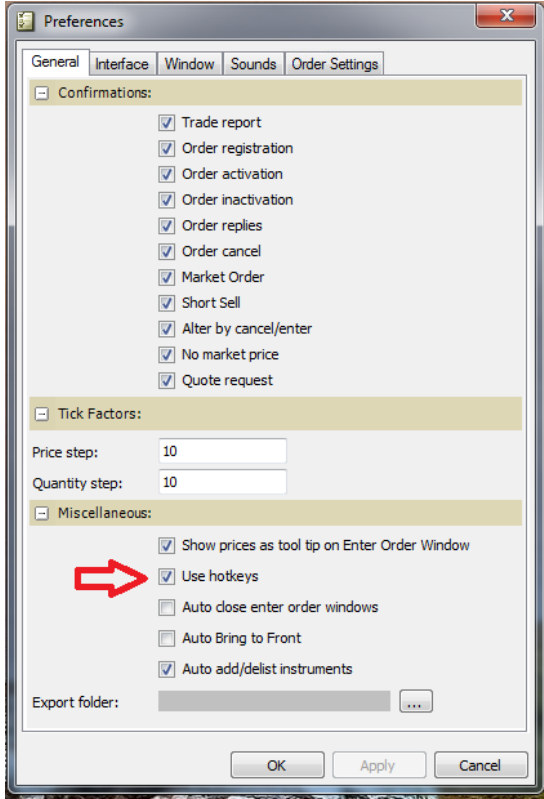 Preferences
General Interface Window Sounds Order Settings
Confirmations:
Trade report
Order registration
Order activation
Order inactivation
Order replies
Order cancel
Market Order
Short Sell
Alter by cancel/enter
No market price
Quote request
Tick Factors:
Price step: 10
Quantity step: 10
Miscellaneous:
Show prices as tool tip on Enter Order Window
Use hotkeys
Auto close enter order windows
Auto Bring to Front
Auto add/delist instruments
Export folder: ...
OK Apply Cancel